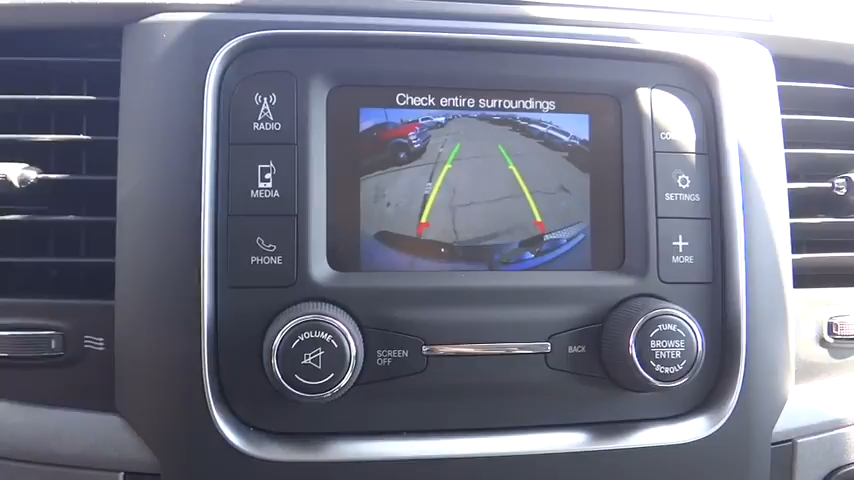 Check entire surroundings
RADIO
MEDIA
PHONE
SETTINGS
MORE
VOLUME
SCREEN
OFF
BACK
TUNE
BROWSE
ENTER
SCROLL